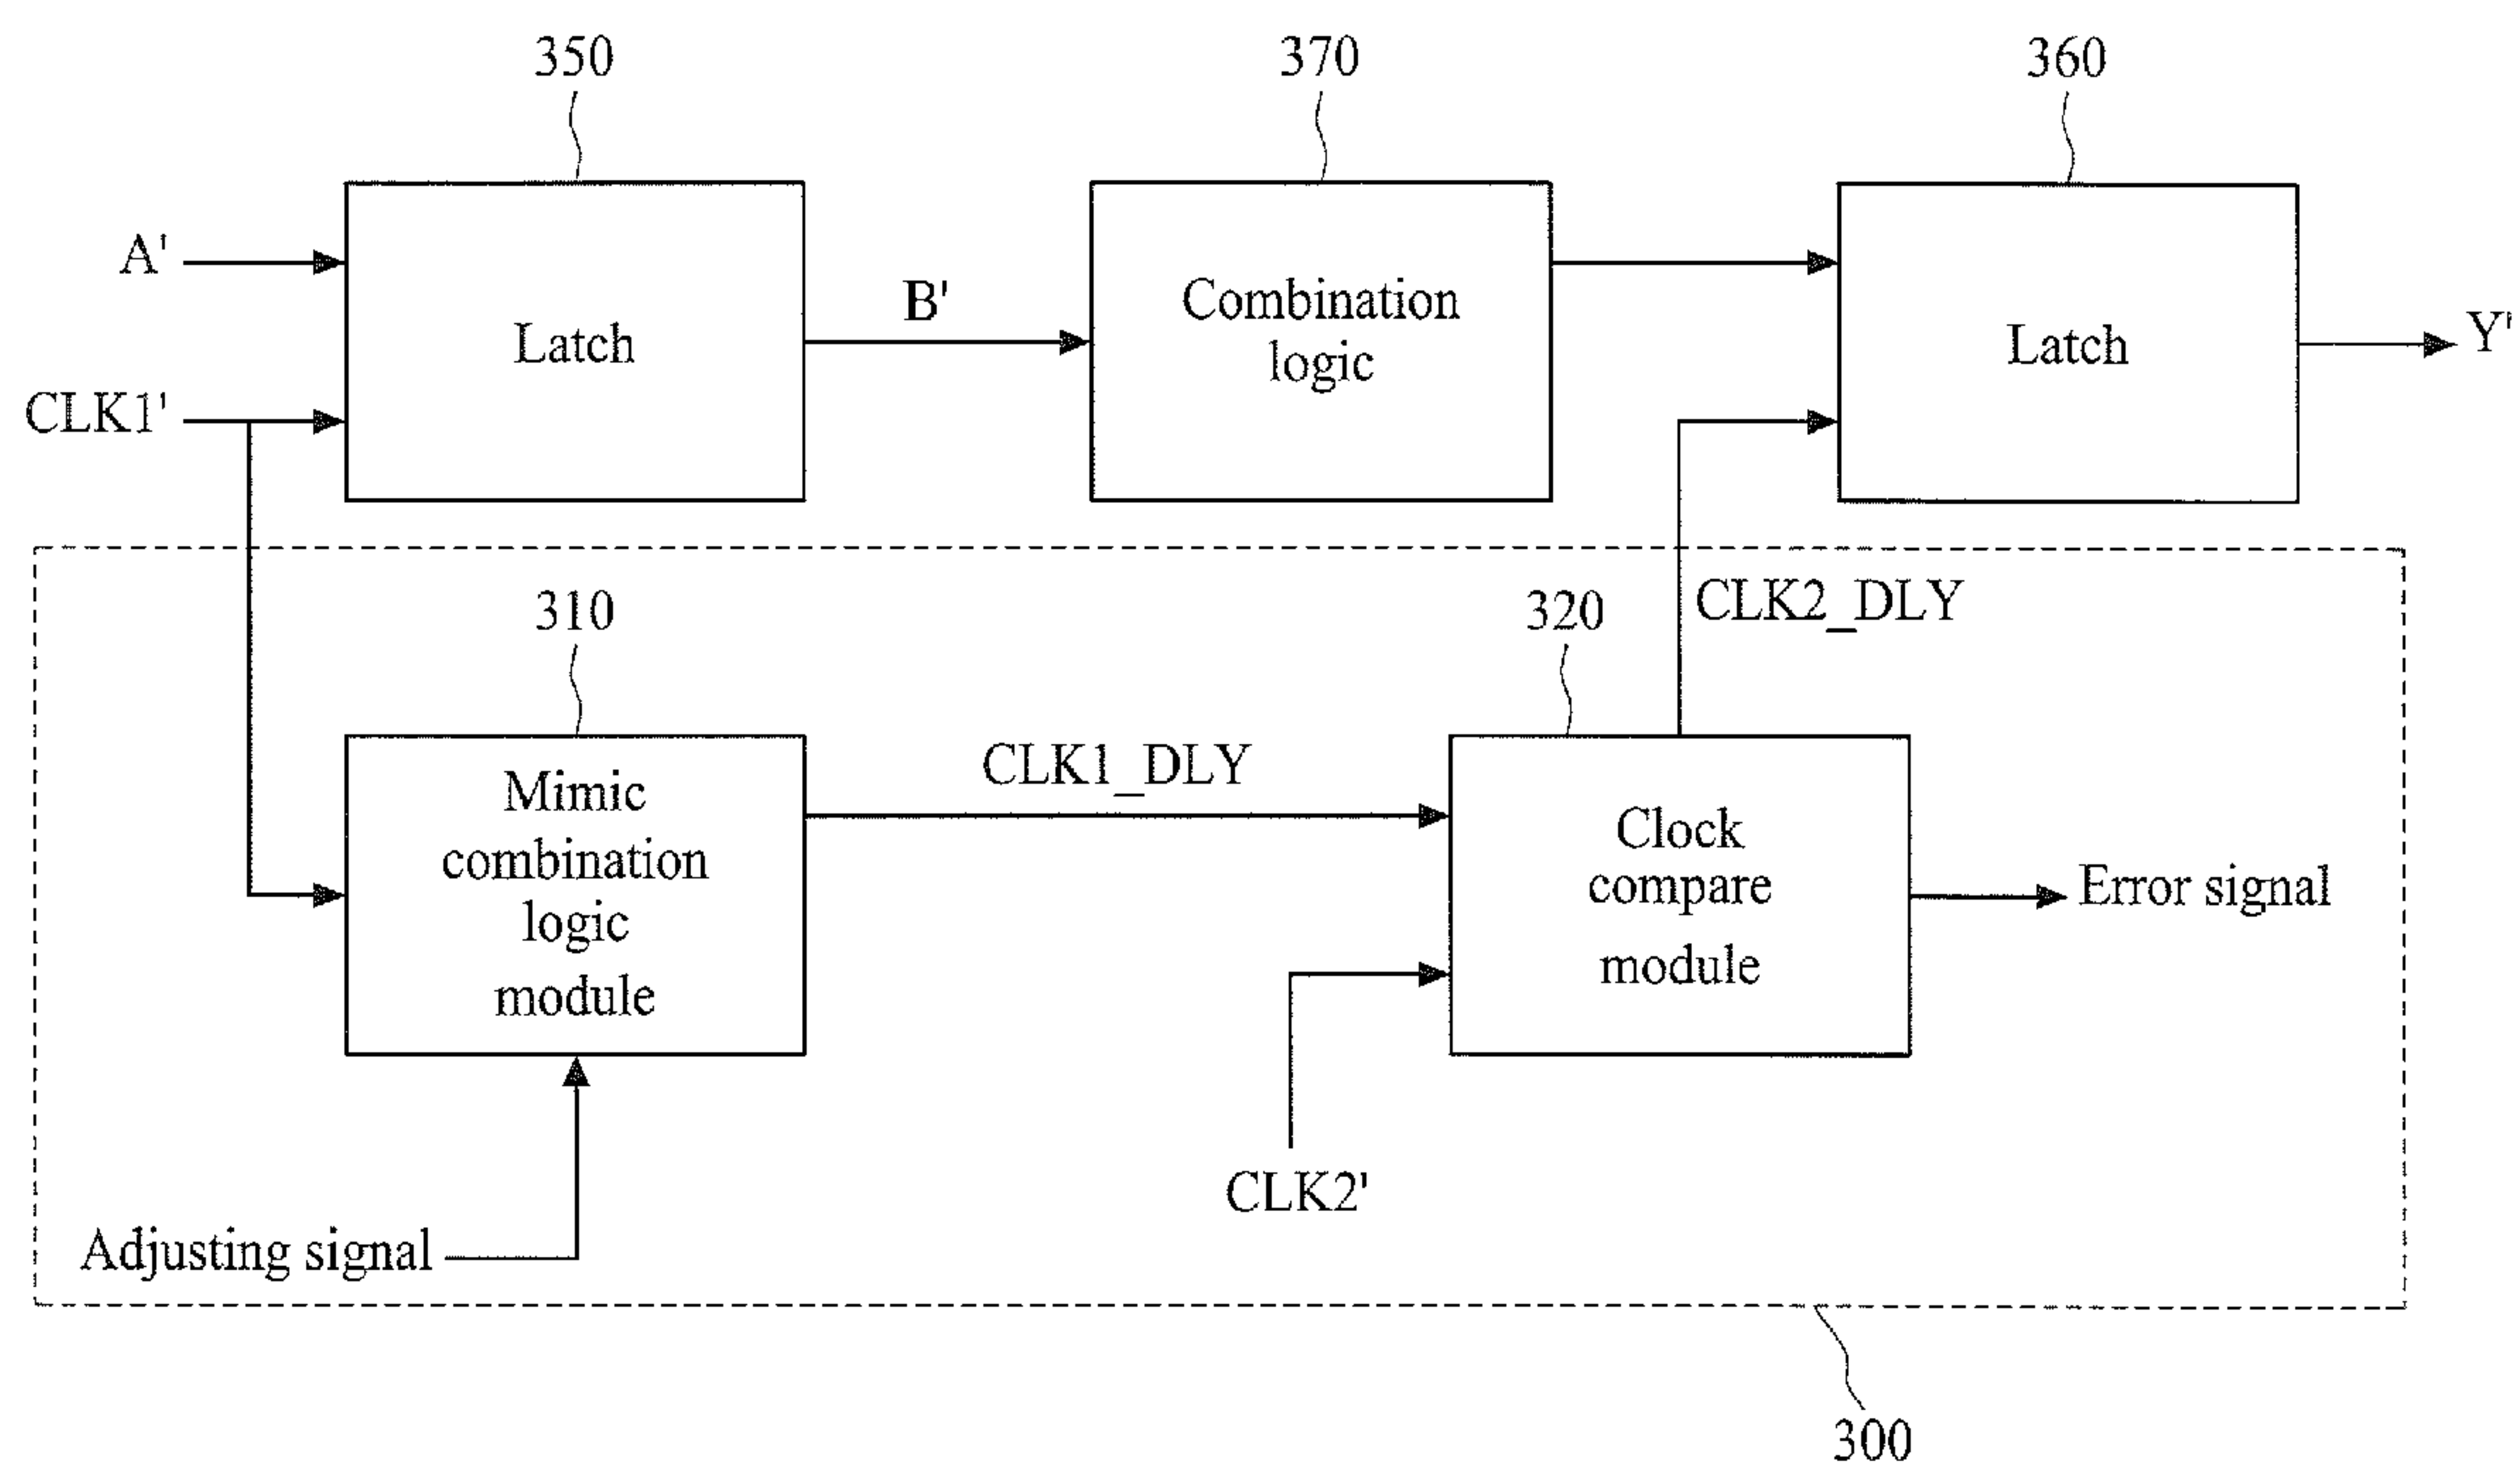 350
370
360
A'
Latch
B'
Combination
logic
Latch
Y'
CLK1'
310
320
CLK2_DLY
Mimic
combination
logic
module
CLK1_DLY
Clock
compare
module
Error signal
CLK2'
Adjusting signal
300